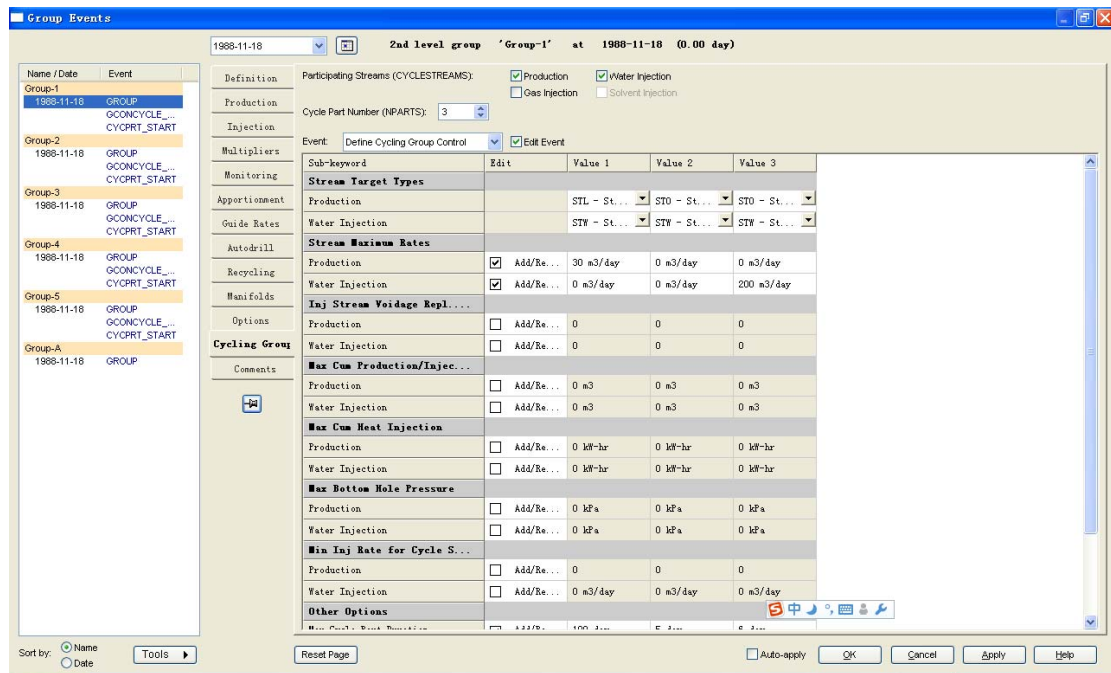 Group Events
1988-11-18 2nd level group 'Group-1' at 1988-11-18 (0.00 day)
Name / Date Event
Group-1
1988-11-18 GROUP
GCONCYCLE_...
CYCPRT_START
Group-2
1988-11-18 GROUP
GCONCYCLE_...
CYCPRT_START
Group-3
1988-11-18 GROUP
GCONCYCLE_...
CYCPRT_START
Group-4
1988-11-18 GROUP
GCONCYCLE_...
CYCPRT_START
Group-5
1988-11-18 GROUP
GCONCYCLE_...
CYCPRT_START
Group-A
1988-11-18 GROUP
Sort by: Name
Date
Tools
Definition
Production
Injection
Multipliers
Monitoring
Apportionment
Guide Rates
Autodrill
Recycling
Manifolds
Options
Cycling Group
Comments
Participating Streams (CYCLESTREAMS): Production Water Injection
Gas Injection Solvent Injection
Cycle Part Number (NPARTS): 3
Event: Define Cycling Group Control Edit Event
Sub-keyword Edit Value 1 Value 2 Value 3
Stream Target Types
Production STL - St... STO - St... STO - St...
Water Injection STW - St... STW - St... STW - St...
Stream Maximum Rates
Production Add/Re... 30 m3/day 0 m3/day 0 m3/day
Water Injection Add/Re... 0 m3/day 0 m3/day 200 m3/day
Inj Stream Voidage Repl....
Production Add/Re... 0 0 0
Water Injection Add/Re... 0 0 0
Max Cum Production/Injec...
Production Add/Re... 0 m3 0 m3 0 m3
Water Injection Add/Re... 0 m3 0 m3 0 m3
Max Cum Heat Injection
Production Add/Re... 0 kW-hr 0 kW-hr 0 kW-hr
Water Injection Add/Re... 0 kW-hr 0 kW-hr 0 kW-hr
Max Bottom Hole Pressure
Production Add/Re... 0 kPa 0 kPa 0 kPa
Water Injection Add/Re... 0 kPa 0 kPa 0 kPa
Min Inj Rate for Cycle S...
Production Add/Re... 0 0 0
Water Injection Add/Re... 0 m3/day 0 m3/day 0 m3/day
Other Options
中
Reset Page Auto-apply OK Cancel Apply Help